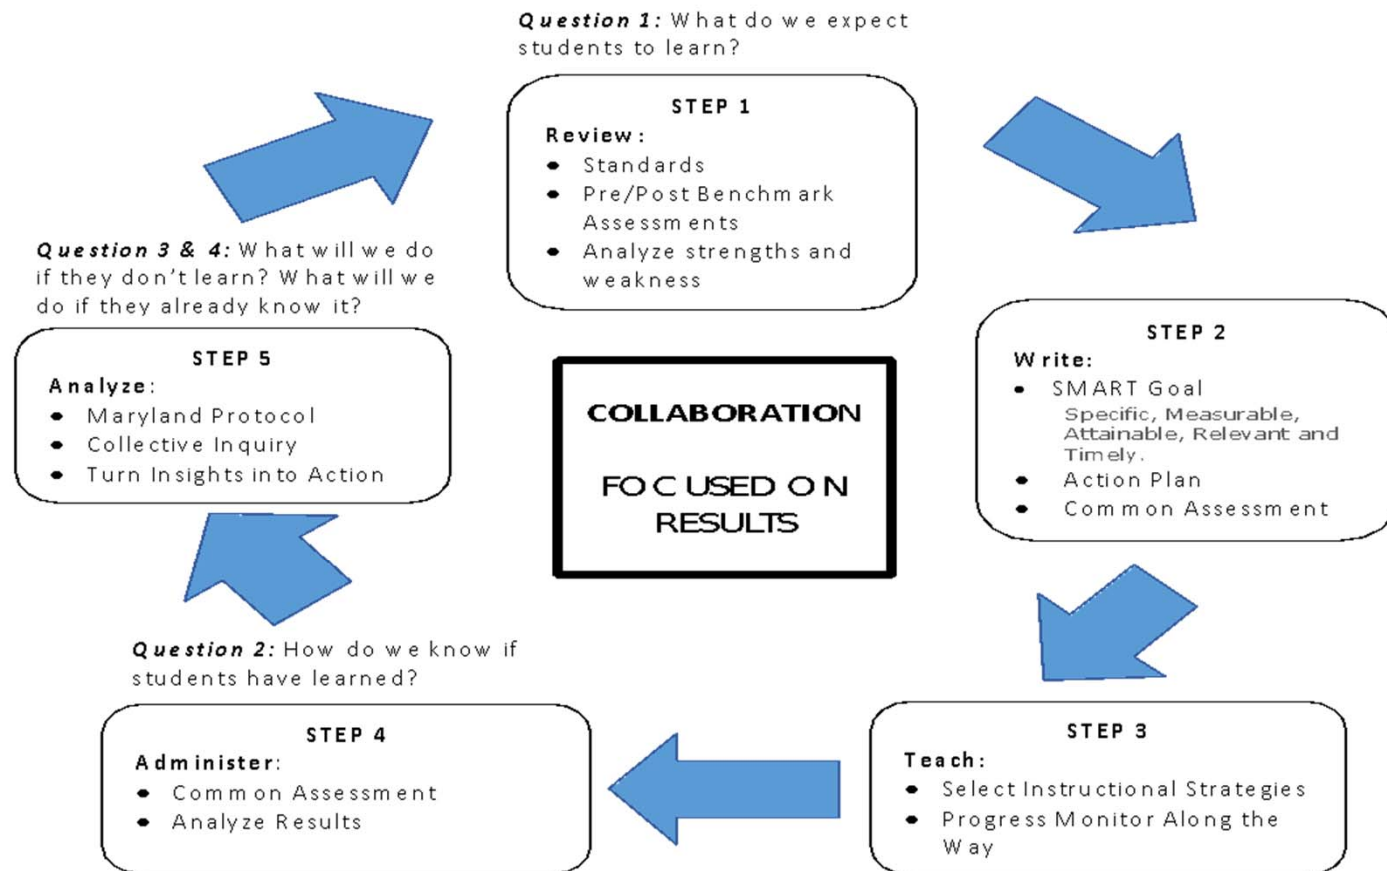 Question 1: What do we expect
students to learn?
STEP 1
Review:
• Standards
• Pre/Post Benchmark
Assessments
• Analyze strengths and
weakness
STEP 2
Write:
• SMART Goal
Specific, Measurable,
Attainable, Relevant and
Timely.
• Action Plan
• Common Assessment
STEP 3
Teach:
• Select Instructional Strategies
• Progress Monitor Along the
Way
Question 2: How do we know if
students have learned?
STEP 4
Administer:
• Common Assessment
• Analyze Results
Question 3 & 4: What will we do
if they don't learn? What will we
do if they already know it?
STEP 5
Analyze:
• Maryland Protocol
• Collective Inquiry
• Turn Insights into Action
COLLABORATION
FOCUSED ON
RESULTS